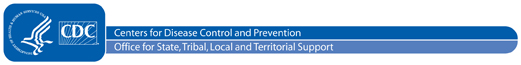 CDC
Centers for Disease Control and Prevention
Office for State, Tribal, Local and Territorial Support